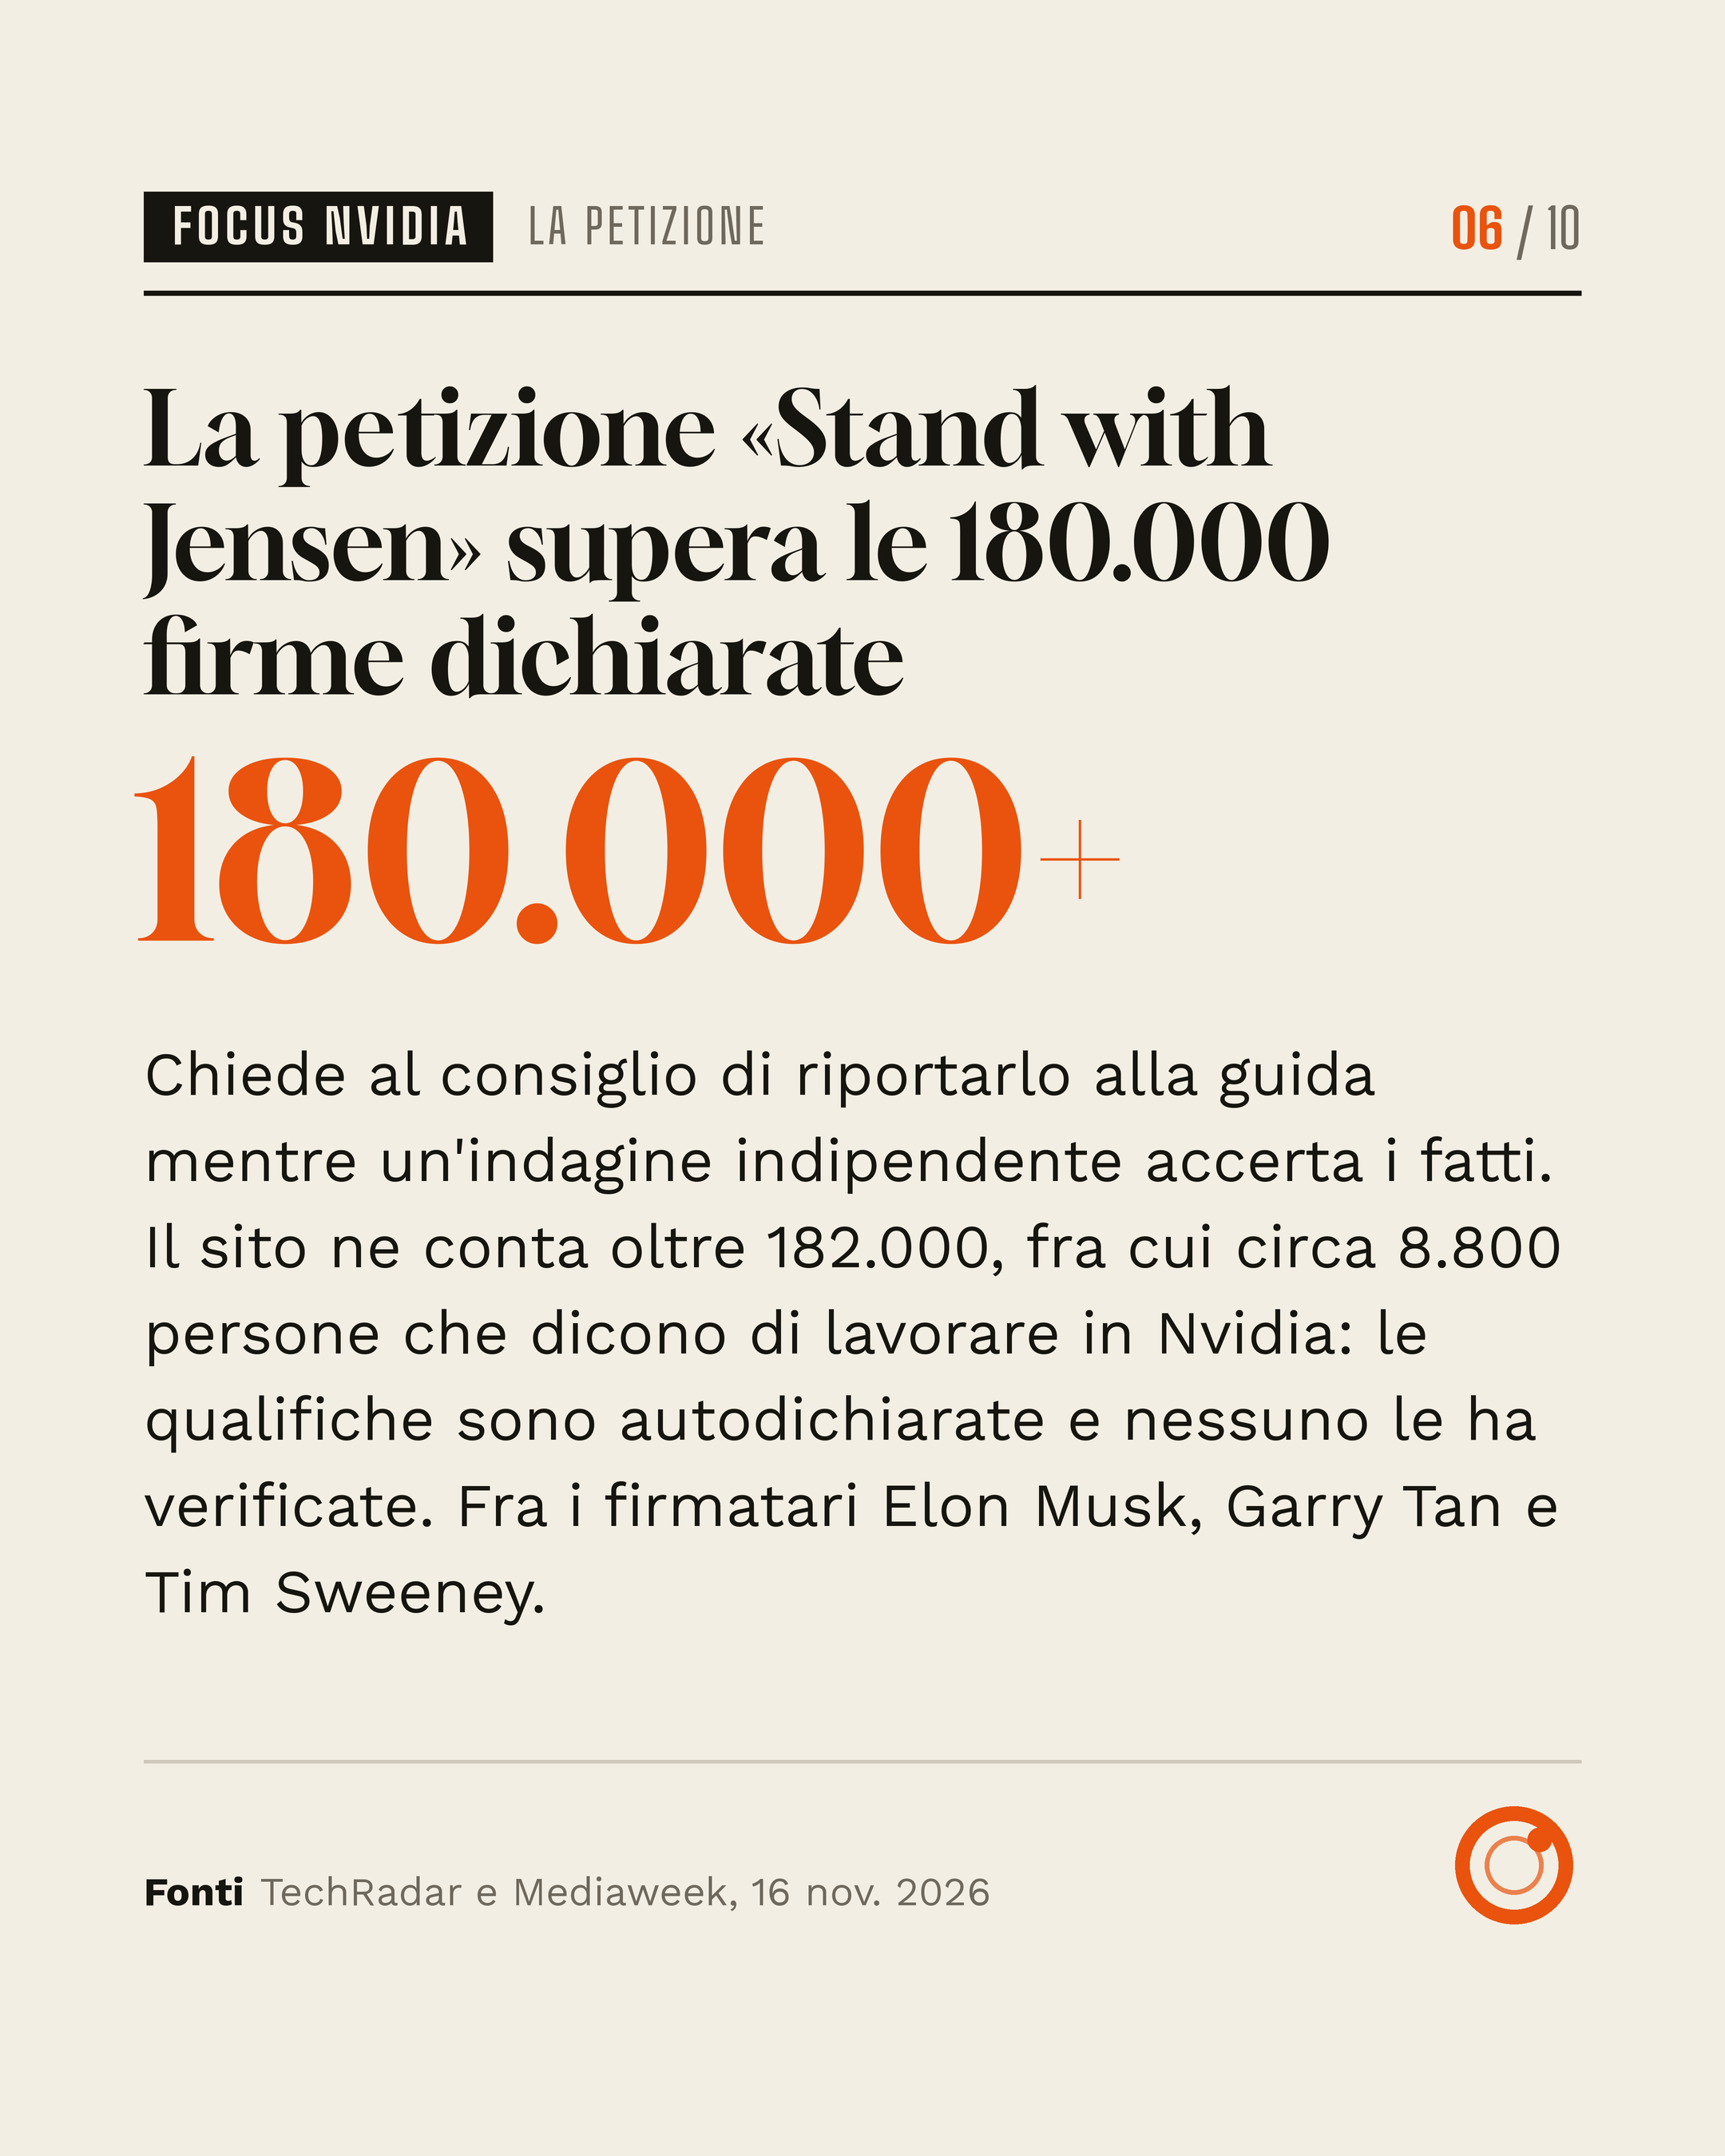 FOCUS NVIDIA LA PETIZIONE 06 / 10
La petizione «Stand with
Jensen» supera le 180.000
firme dichiarate
180.000+
Chiede al consiglio di riportarlo alla guida
mentre un'indagine indipendente accerta i fatti.
Il sito ne conta oltre 182.000, fra cui circa 8.800
persone che dicono di lavorare in Nvidia: le
qualifiche sono autodichiarate e nessuno le ha
verificate. Fra i firmatari Elon Musk, Garry Tan e
Tim Sweeney.
Fonti TechRadar e Mediaweek, 16 nov. 2026